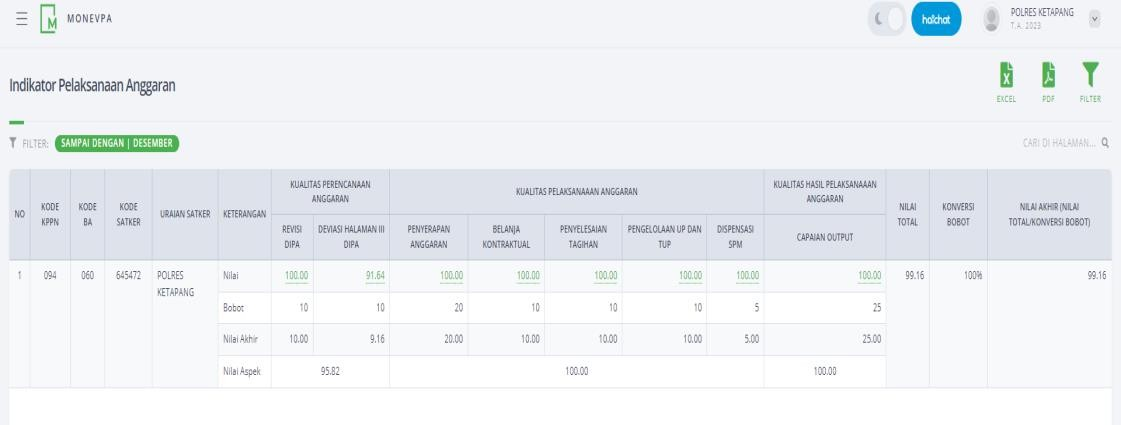 MONEVPA
haichat
POLRES KETAPANG
T.A. 2023
Indikator Pelaksanaan Anggaran
EXCEL PDF FILTER
FILTER: SAMPAI DENGAN | DESEMBER
CARI DI HALAMAN...
NO KODE KPPN KODE BA KODE SATKER URAIAN SATKER KETERANGAN KUALITAS PERENCANAAN ANGGARAN KUALITAS PELAKSANAAAN ANGGARAN KUALITAS HASIL PELAKSANAAAN ANGGARAN NILAI TOTAL KONVERSI BOBOT NILAI AKHIR (NILAI TOTAL/KONVERSI BOBOT)
REVISI DIPA DEVIASI HALAMAN III DIPA PENYERAPAN ANGGARAN BELANJA KONTRAKTUAL PENYELESAIAN TAGIHAN PENGELOLAAN UP DAN TUP DISPENSASI SPM CAPAIAN OUTPUT
1 094 060 645472 POLRES KETAPANG Nilai 100.00 91.64 100.00 100.00 100.00 100.00 100.00 100.00 99.16 100% 99.16
Bobot 10 10 20 10 10 10 5 25
Nilai Akhir 10.00 9.16 20.00 10.00 10.00 10.00 5.00 25.00
Nilai Aspek 95.82 100.00 100.00